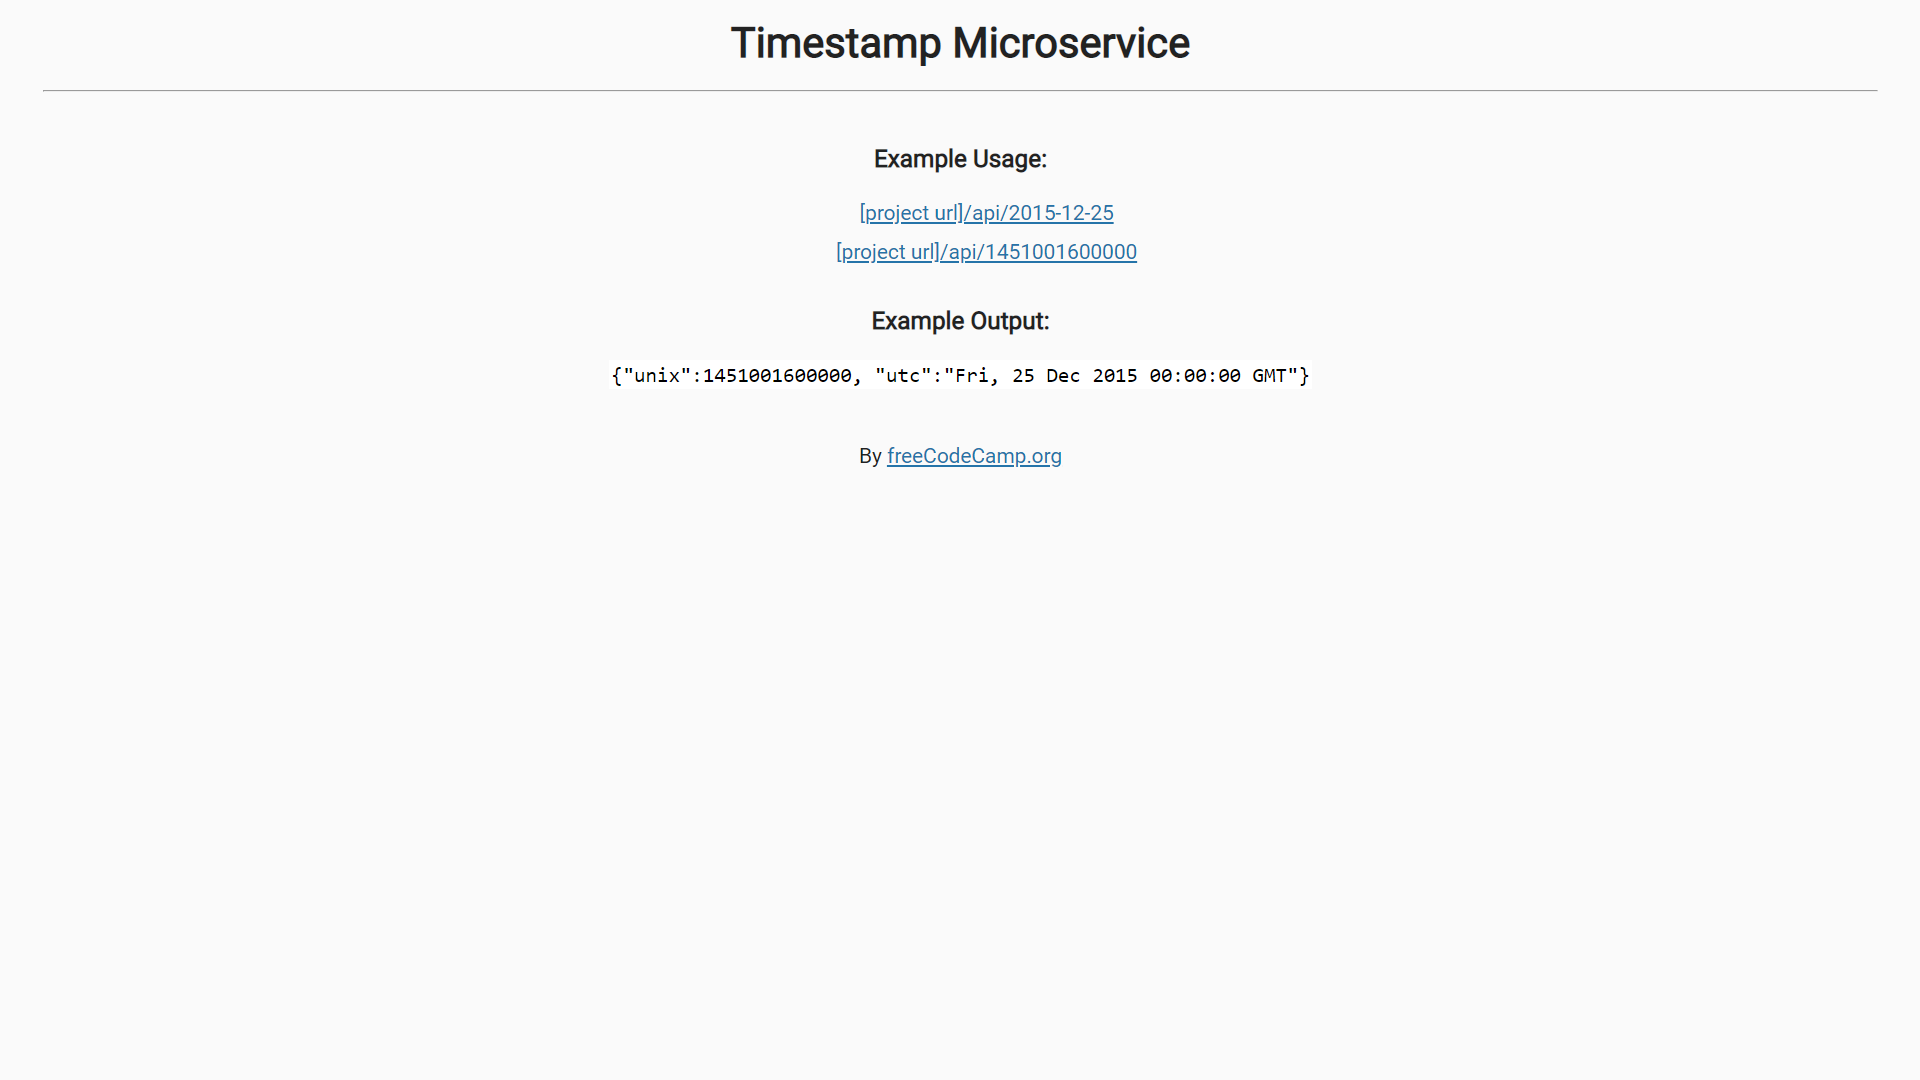 Timestamp Microservice
Example Usage:
[project url]/api/2015-12-25
[project url]/api/1451001600000
Example Output:
{"unix":1451001600000, "utc":"Fri, 25 Dec 2015 00:00:00 GMT"}
By freeCodeCamp.org